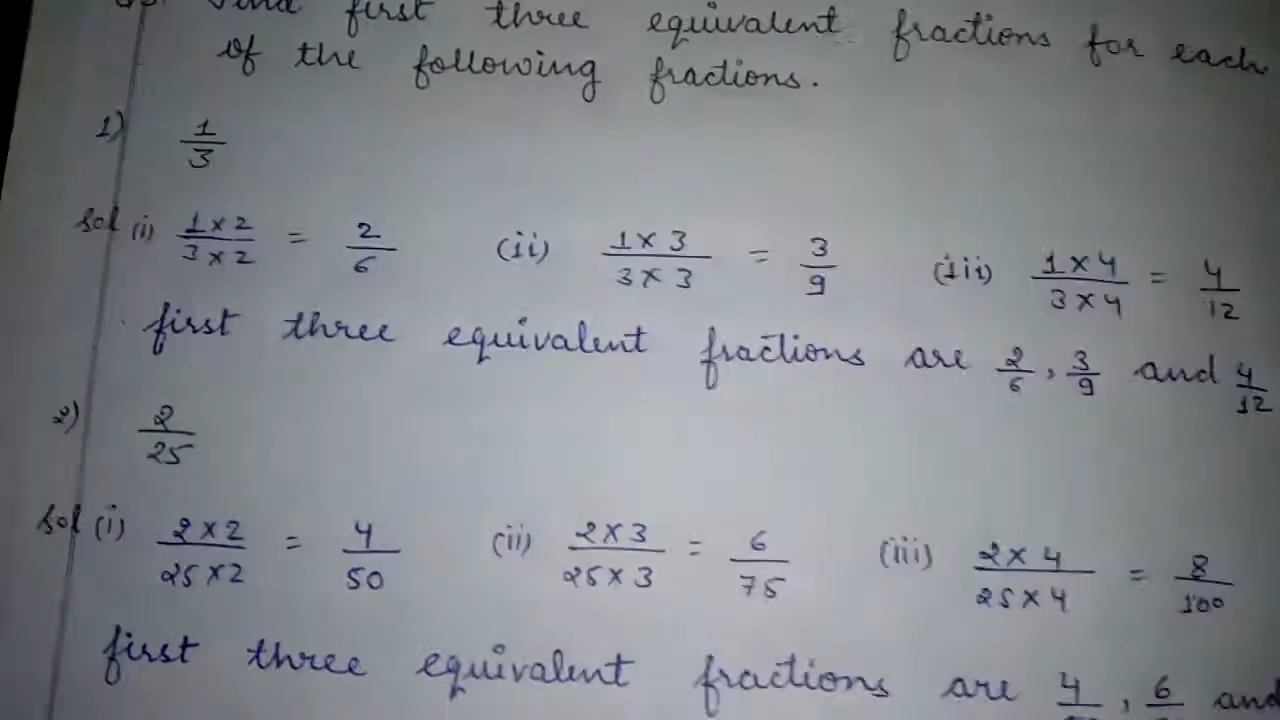 Find first three equivalent fractions for each
of the following fractions.
1) 1/3
Sol (i) 1 x 2 / 3 x 2 = 2/6 (ii) 1 x 3 / 3 x 3 = 3/9 (iii) 1 x 4 / 3 x 4 = 4/12
first three equivalent fractions are 2/6, 3/9 and 4/12
2) 2/25
Sol (i) 2 x 2 / 25 x 2 = 4/50 (ii) 2 x 3 / 25 x 3 = 6/75 (iii) 2 x 4 / 25 x 4 = 8/100
first three equivalent fractions are 4/ , 6/ and